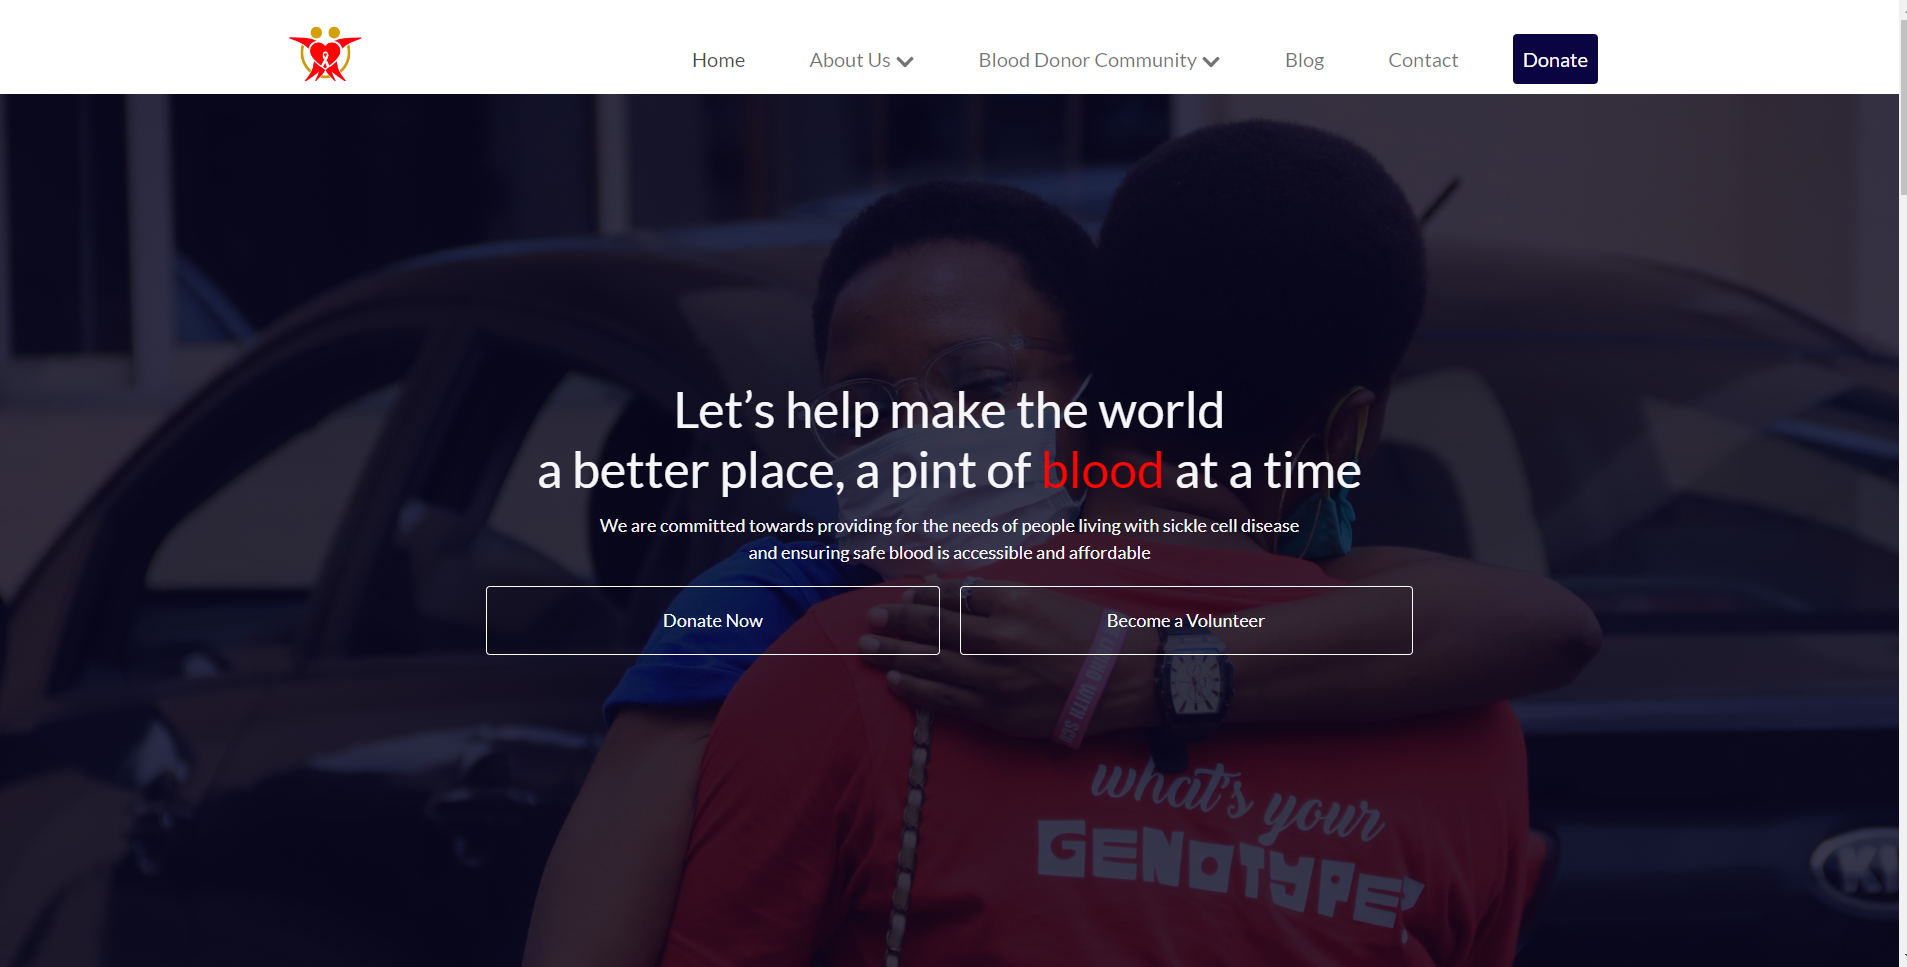 Home
About Us
Blood Donor Community
Blog
Contact
Donate
Let’s help make the world
a better place, a pint of blood at a time
We are committed towards providing for the needs of people living with sickle cell disease
and ensuring safe blood is accessible and affordable
Donate Now
Become a Volunteer
WITH
what's your
GENOTYPE?